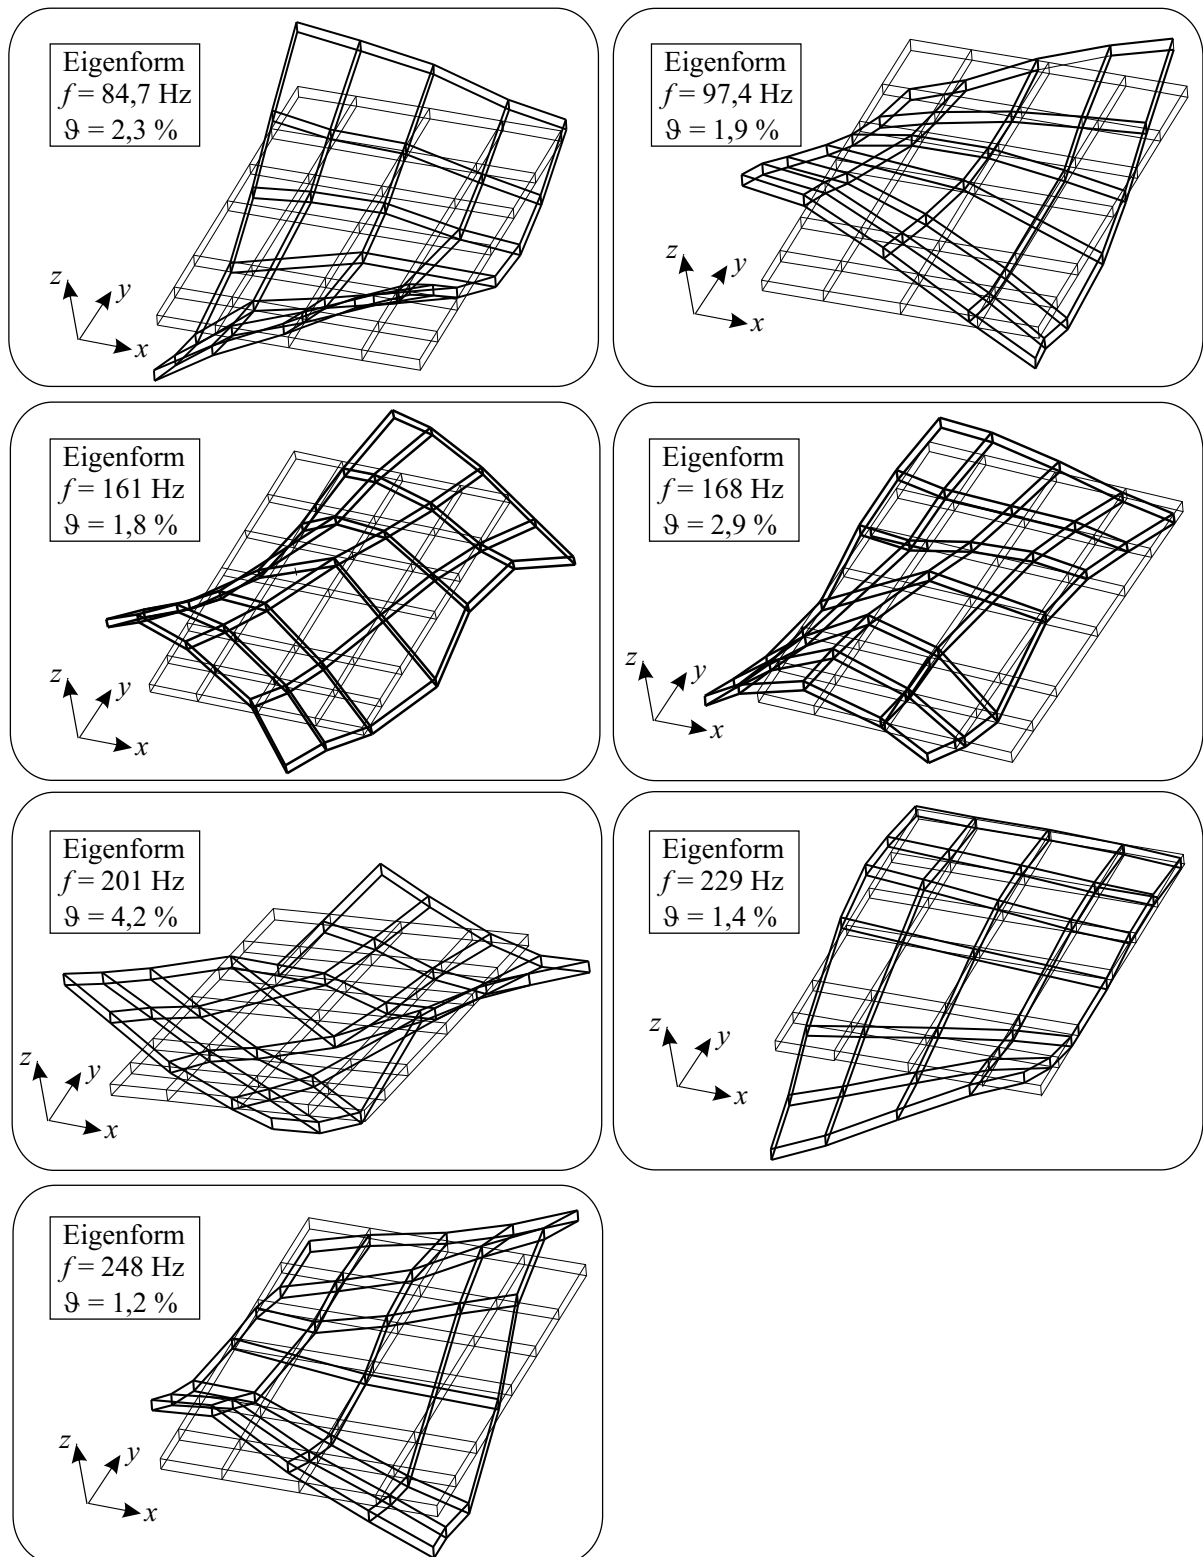 Eigenform
f = 84,7 Hz
ϑ = 2,3 %
z
y
x
Eigenform
f = 97,4 Hz
ϑ = 1,9 %
z
y
x
Eigenform
f = 161 Hz
ϑ = 1,8 %
z
y
x
Eigenform
f = 168 Hz
ϑ = 2,9 %
z
y
x
Eigenform
f = 201 Hz
ϑ = 4,2 %
z
y
x
Eigenform
f = 229 Hz
ϑ = 1,4 %
z
y
x
Eigenform
f = 248 Hz
ϑ = 1,2 %
z
y
x